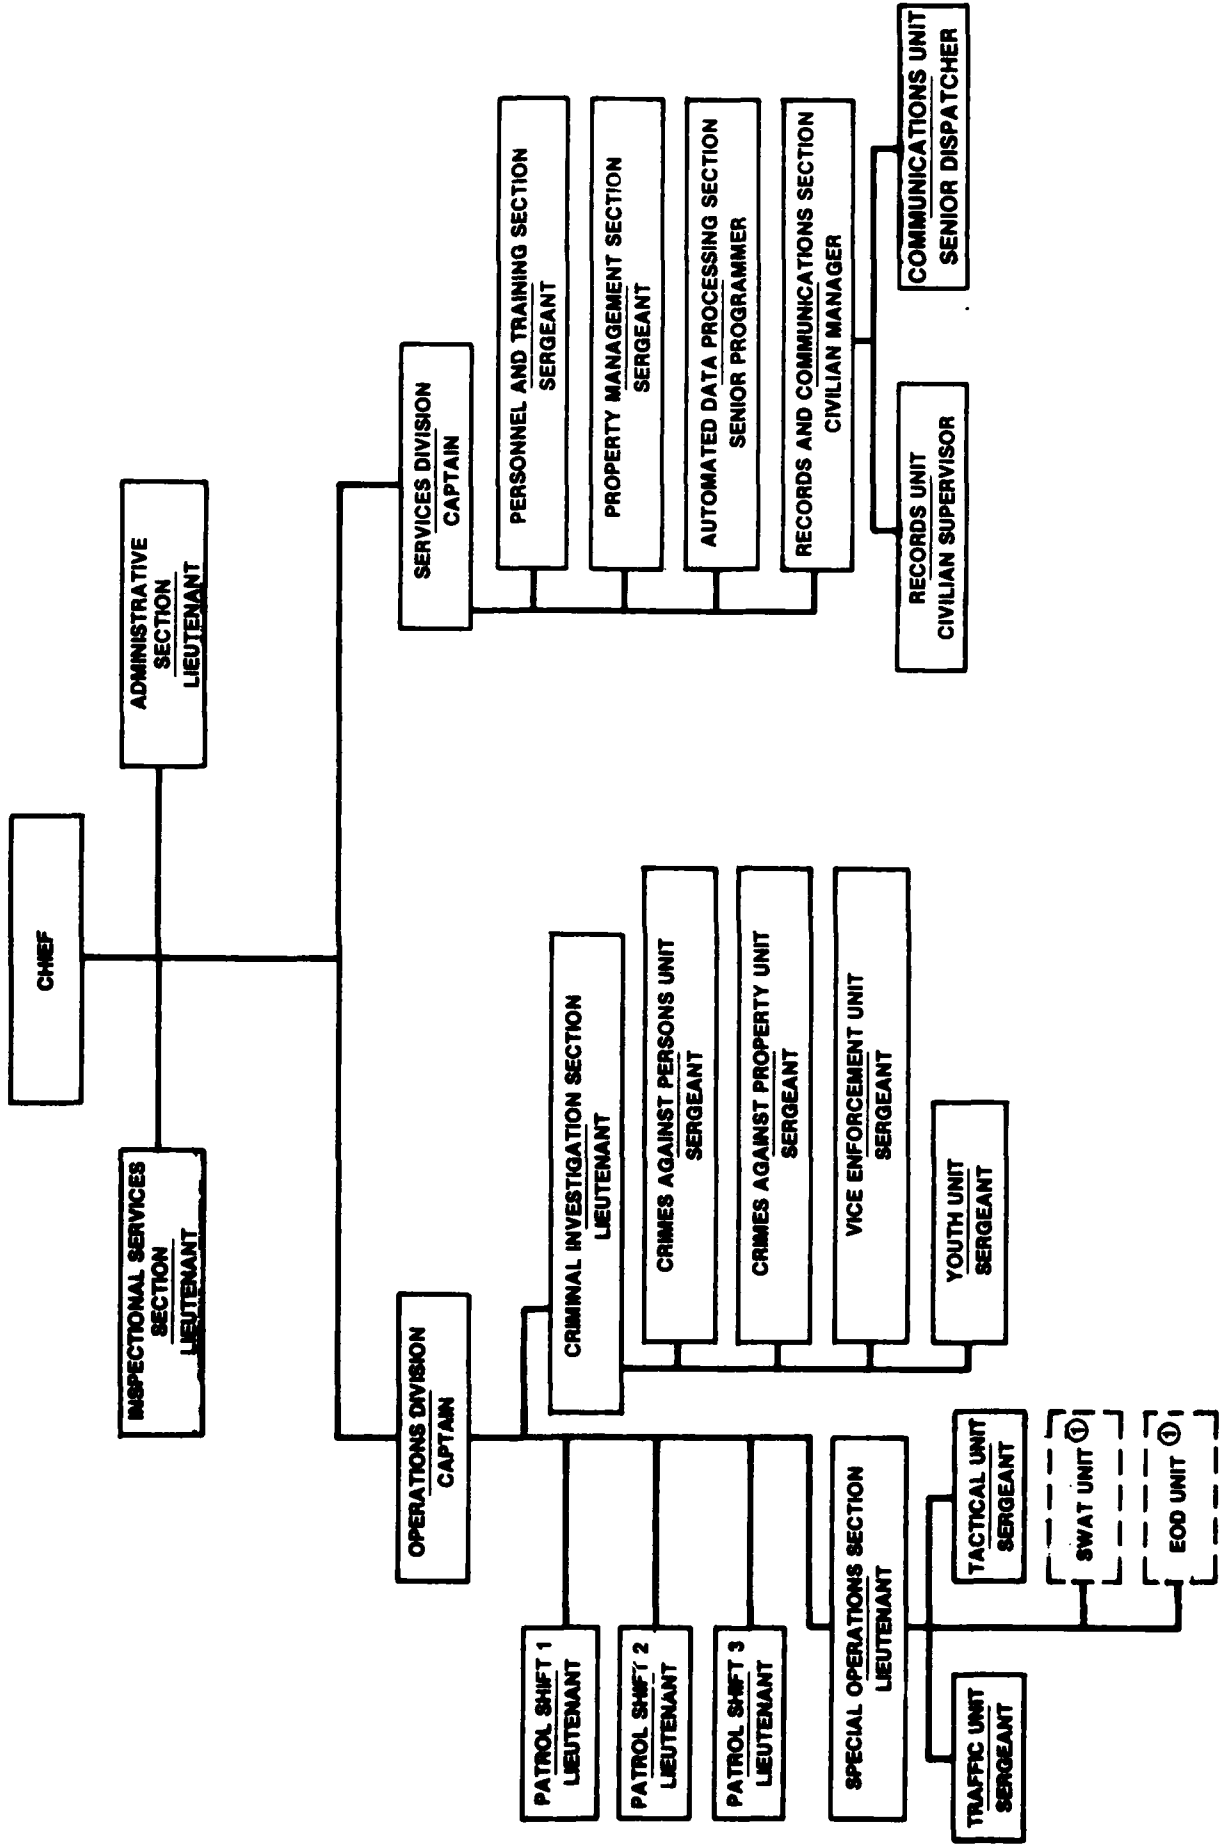 CHIEF
INSPECTIONAL SERVICES
SECTION
LIEUTENANT
ADMINISTRATIVE
SECTION
LIEUTENANT
OPERATIONS DIVISION
CAPTAIN
SERVICES DIVISION
CAPTAIN
PATROL SHIFT 1
LIEUTENANT
PATROL SHIFT 2
LIEUTENANT
PATROL SHIFT 3
LIEUTENANT
SPECIAL OPERATIONS SECTION
LIEUTENANT
TRAFFIC UNIT
SERGEANT
TACTICAL UNIT
SERGEANT
SWAT UNIT ①
EOD UNIT ①
CRIMINAL INVESTIGATION SECTION
LIEUTENANT
CRIMES AGAINST PERSONS UNIT
SERGEANT
CRIMES AGAINST PROPERTY UNIT
SERGEANT
VICE ENFORCEMENT UNIT
SERGEANT
YOUTH UNIT
SERGEANT
PERSONNEL AND TRAINING SECTION
SERGEANT
PROPERTY MANAGEMENT SECTION
SERGEANT
AUTOMATED DATA PROCESSING SECTION
SENIOR PROGRAMMER
RECORDS AND COMMUNICATIONS SECTION
CIVILIAN MANAGER
RECORDS UNIT
CIVILIAN SUPERVISOR
COMMUNICATIONS UNIT
SENIOR DISPATCHER